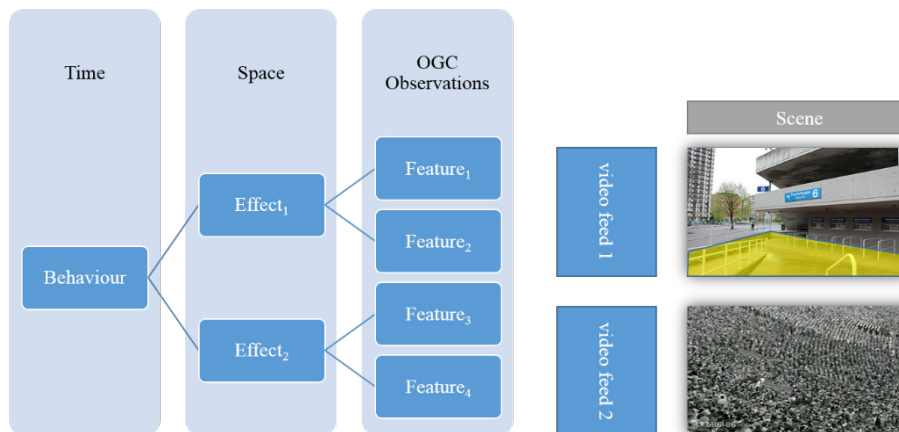 Time
Space
OGC
Observations
Behaviour
Effect₁
Effect₂
Feature₁
Feature₂
Feature₃
Feature₄
Scene
video feed 1
6
6
video feed 2